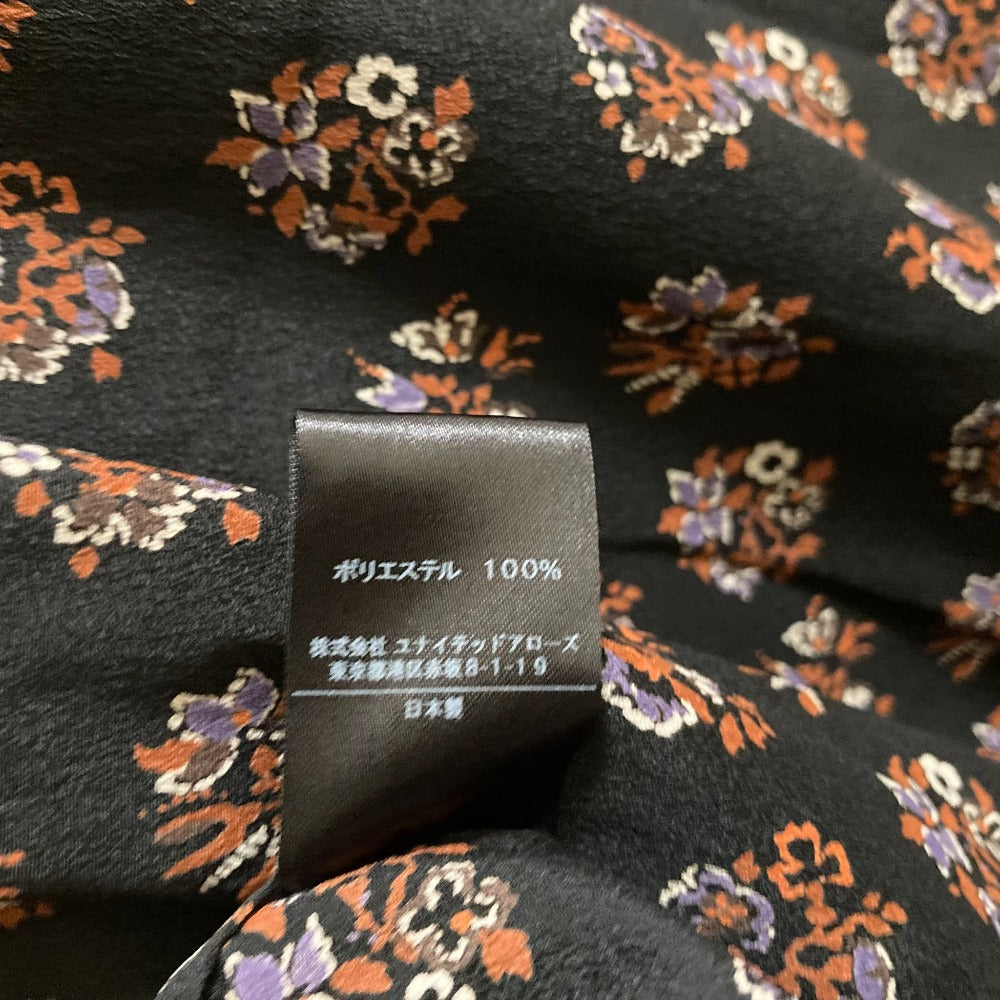 ポリエステル 100%
株式会社 ユナイテッドアローズ
東京都港区赤坂8-1-19
日本製